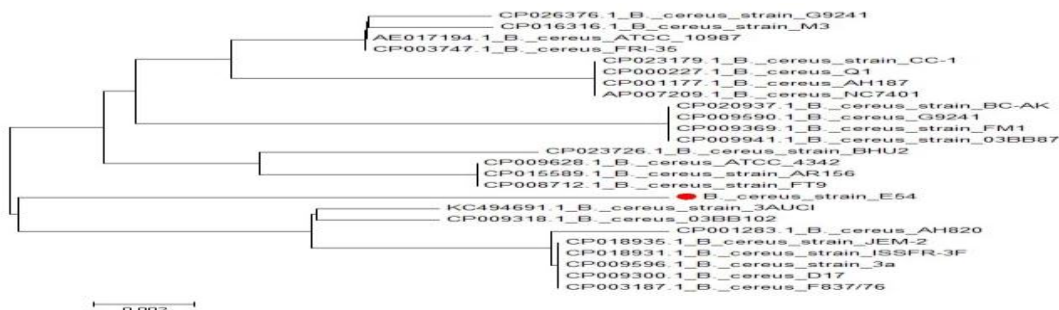 CP026376.1_B._cereus_strain_G9241
CP016316.1_B._cereus_strain_M3
AE017194.1_B._cereus_ATCC_10987
CP003747.1_B._cereus_FRI-35
CP023179.1_B._cereus_strain_CC-1
CP000227.1_B._cereus_Q1
CP001177.1_B._cereus_AH187
AP007209.1_B._cereus_NC7401
CP020937.1_B._cereus_strain_BC-AK
CP009590.1_B._cereus_G9241
CP009369.1_B._cereus_strain_FM1
CP009941.1_B._cereus_strain_03BB87
CP023726.1_B._cereus_strain_BHU2
CP009628.1_B._cereus_ATCC_4342
CP015589.1_B._cereus_strain_AR156
CP008712.1_B._cereus_strain_FT9
B._cereus_strain_E54
KC494691.1_B._cereus_strain_3AUCI
CP009318.1_B._cereus_03BB102
CP001283.1_B._cereus_AH820
CP018935.1_B_cereus_strain_JEM-2
CP018931.1_B._cereus_strain_ISSFR-3F
CP009596.1_B._cereus_strain_3a
CP009300.1_B._cereus_D17
CP003187.1_B._cereus_F837/76